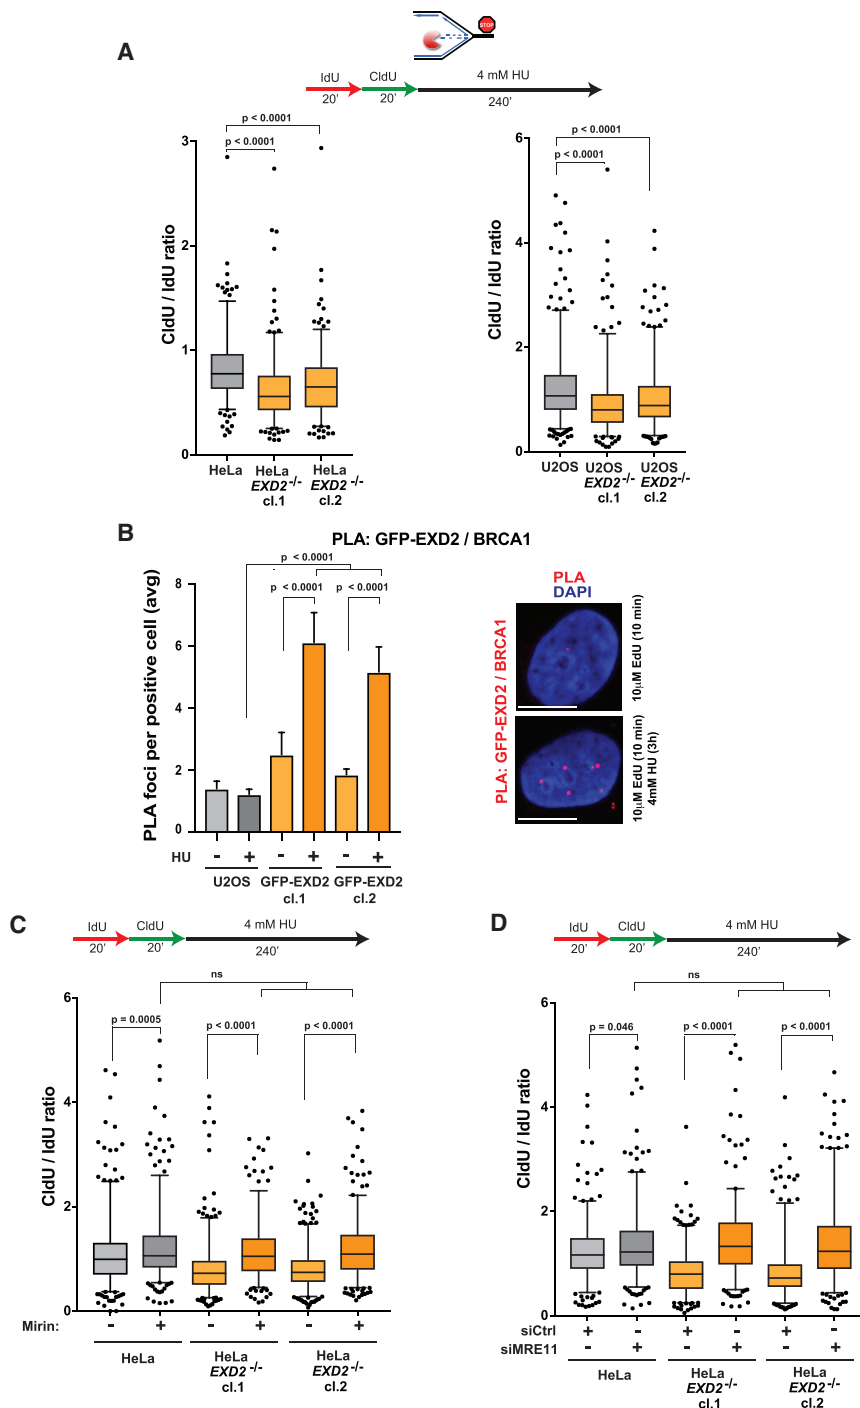 A
STOP
IdU
CldU
4 mM HU
20'
20'
240'
p < 0.0001
p < 0.0001
3
2
1
0
CldU / IdU ratio
HeLa
HeLa
EXD2 -/-
cl.1
HeLa
EXD2 -/-
cl.2
p < 0.0001
p < 0.0001
6
4
2
0
CldU / IdU ratio
U2OS
U2OS
EXD2-/-
cl.1
U2OS
EXD2-/-
cl.2
B
PLA: GFP-EXD2 / BRCA1
p < 0.0001
p < 0.0001
p < 0.0001
8
6
4
2
0
PLA foci per positive cell (avg)
HU
-
+
-
+
-
+
U2OS
GFP-EXD2
cl.1
GFP-EXD2
cl.2
PLA
DAPI
PLA: GFP-EXD2 / BRCA1
10μM EdU (10 min)
10μM EdU (10 min)
4mM HU (3h)
C
IdU
CldU
4 mM HU
20'
20'
240'
ns
p = 0.0005
p < 0.0001
p < 0.0001
6
4
2
0
CldU / IdU ratio
Mirin:
-
+
-
+
-
+
HeLa
HeLa
EXD2 -/-
cl.1
HeLa
EXD2 -/-
cl.2
D
IdU
CldU
4 mM HU
20'
20'
240'
ns
p = 0.046
p < 0.0001
p < 0.0001
6
4
2
0
CldU / IdU ratio
siCtrl + - + - + -
siMRE11 - + - + - +
HeLa
HeLa
EXD2 -/-
cl.1
HeLa
EXD2 -/-
cl.2